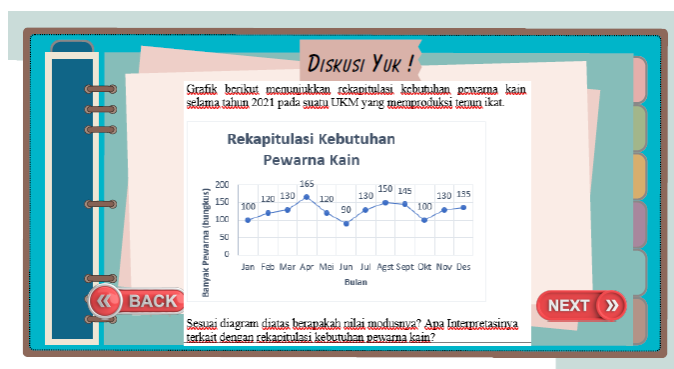 DISKUSI YUK !
Grafik berikut menunjukkan rekapitulasi kebutuhan pewarna kain
selama tahun 2021 pada suatu UKM yang memproduksi tenun ikat.
Rekapitulasi Kebutuhan
Pewarna Kain
Banyak Pewarna (bungkus)
200
150
100
50
0
100 120 130 165 120 90 130 150 145 100 130 135
Jan Feb Mar Apr Mei Jun Jul Agst Sept Okt Nov Des
Bulan
BACK
NEXT
Sesuai diagram diatas berapakah nilai modusnya? Apa Interpretasinya
terkait dengan rekapitulasi kebutuhan pewarna kain?